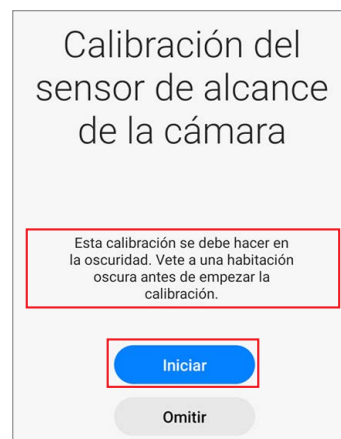 Calibración del
sensor de alcance
de la cámara
Esta calibración se debe hacer en
la oscuridad. Vete a una habitación
oscura antes de empezar la
calibración.
Iniciar
Omitir